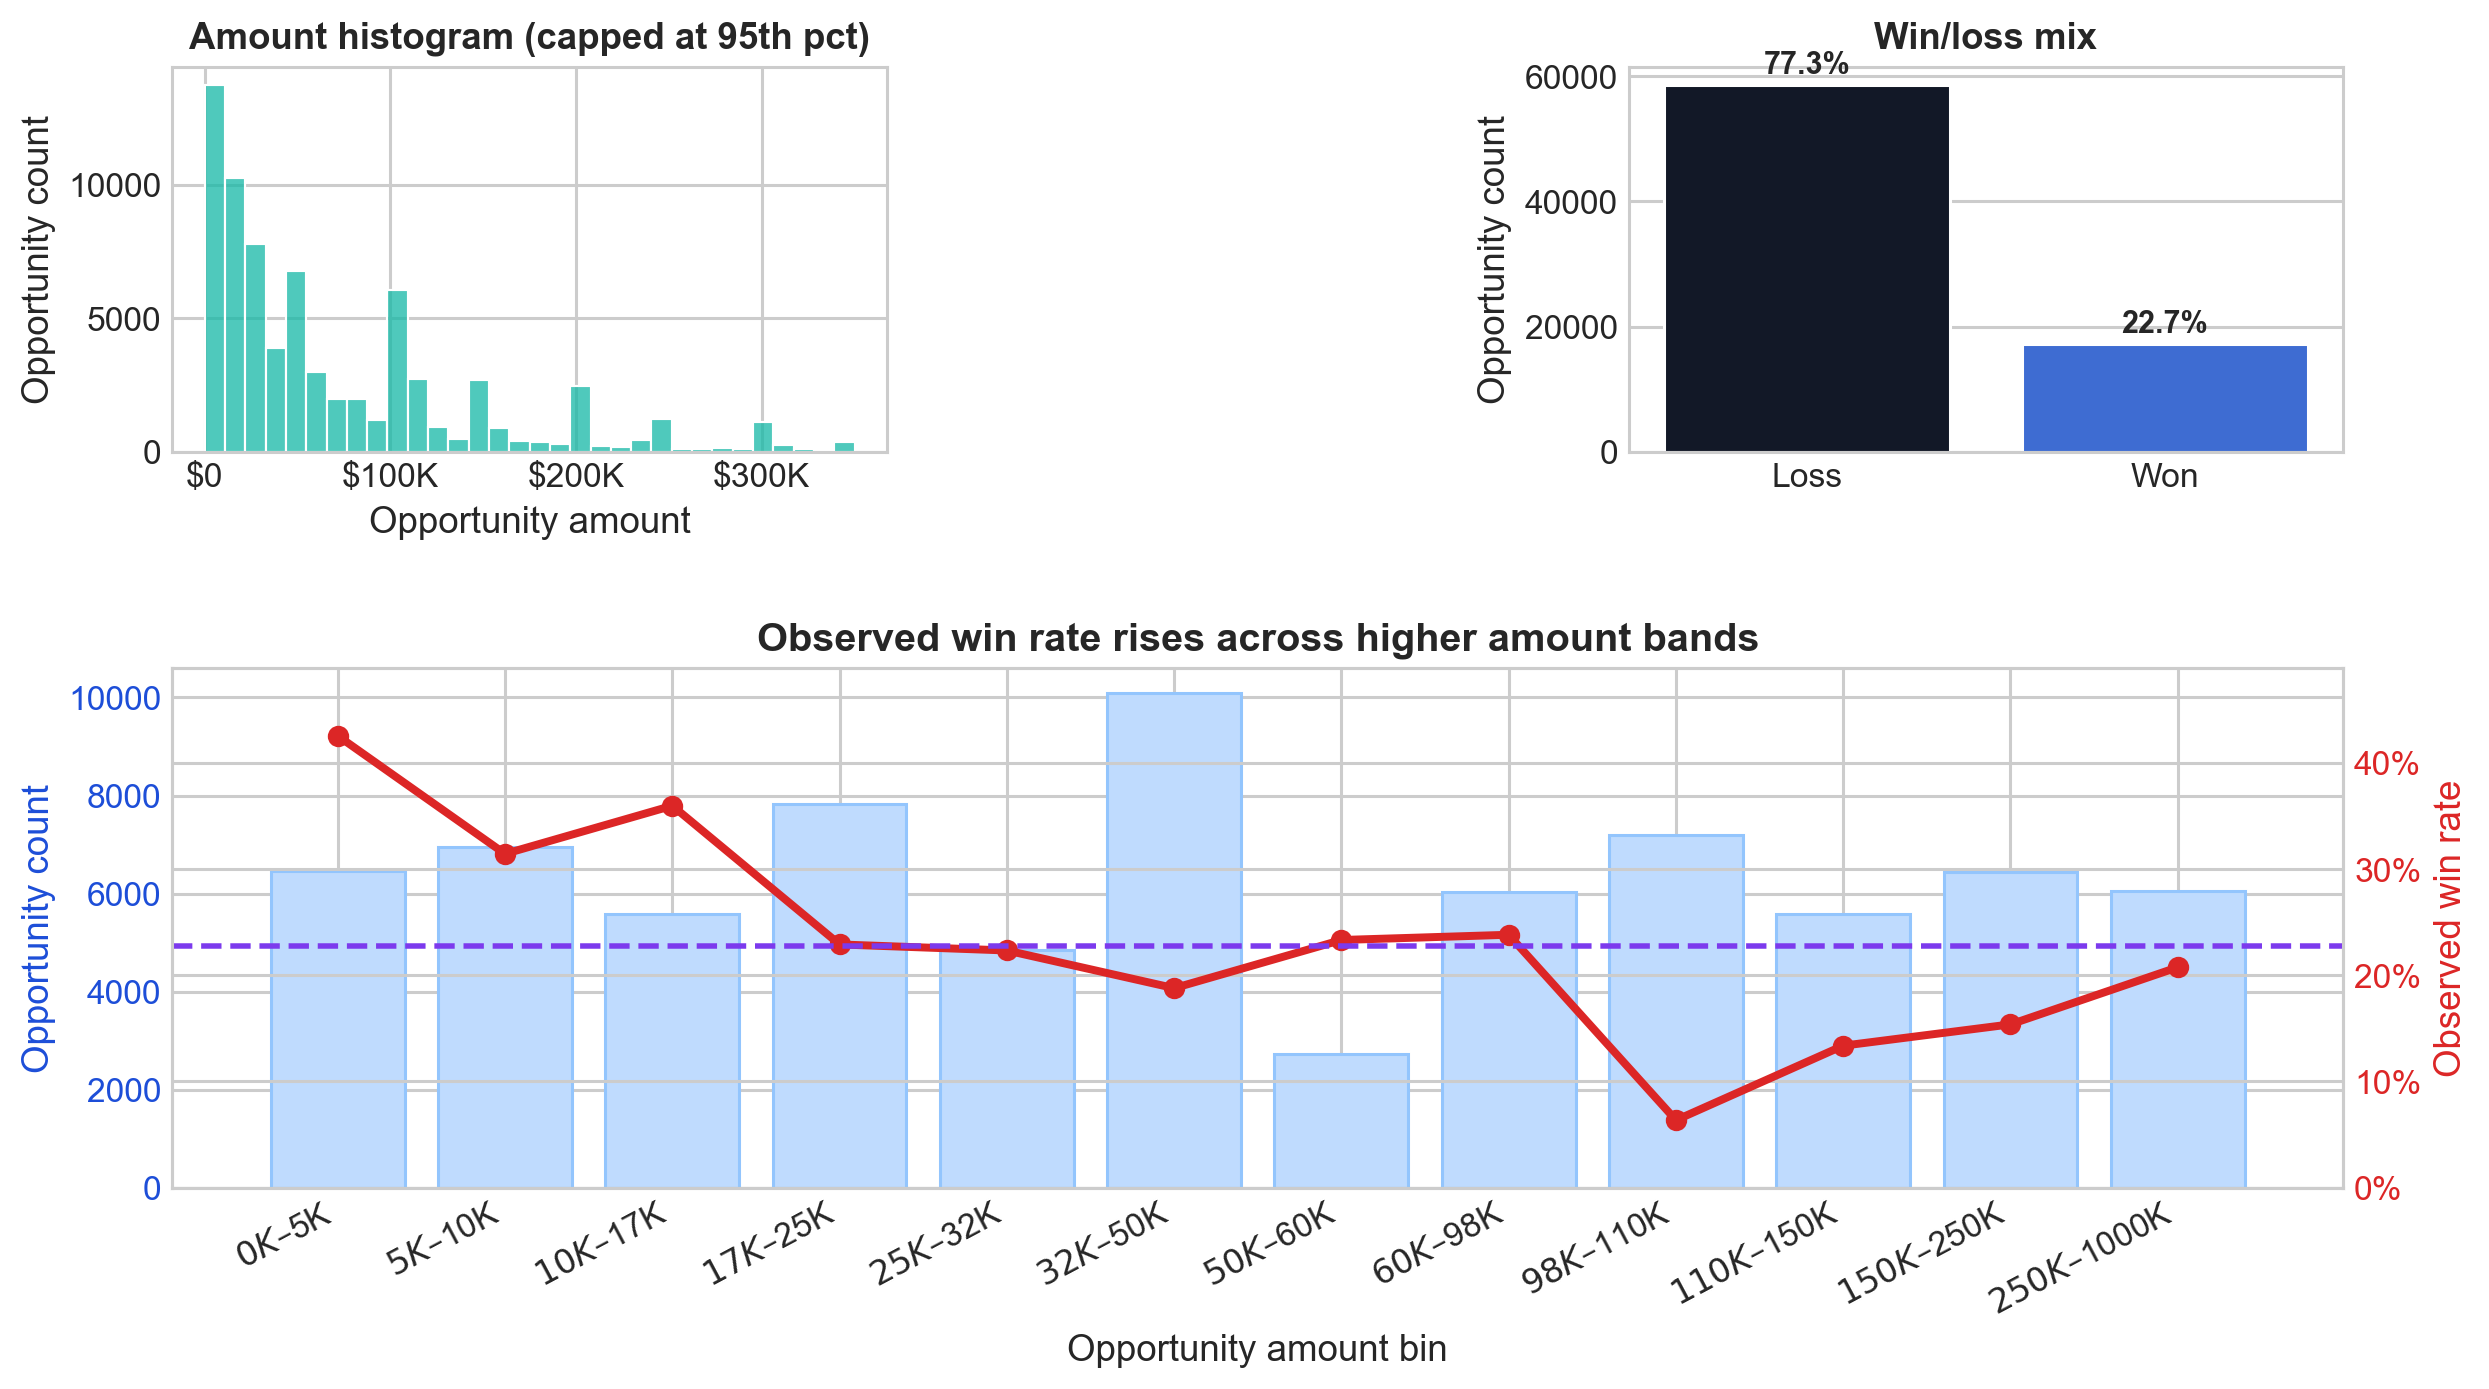 Amount histogram (capped at 95th pct)
Opportunity count
10000
5000
0
$0 $100K $200K $300K
Opportunity amount
Win/loss mix
77.3%
22.7%
Opportunity count
60000
40000
20000
0
Loss Won
Observed win rate rises across higher amount bands
Opportunity count
10000
8000
6000
4000
2000
0
40%
30%
20%
10%
0%
Observed win rate
0K–5K 5K–10K 10K–17K 17K–25K 25K–32K 32K–50K 50K–60K 60K–98K 98K–110K 110K–150K 150K–250K 250K–1000K
Opportunity amount bin